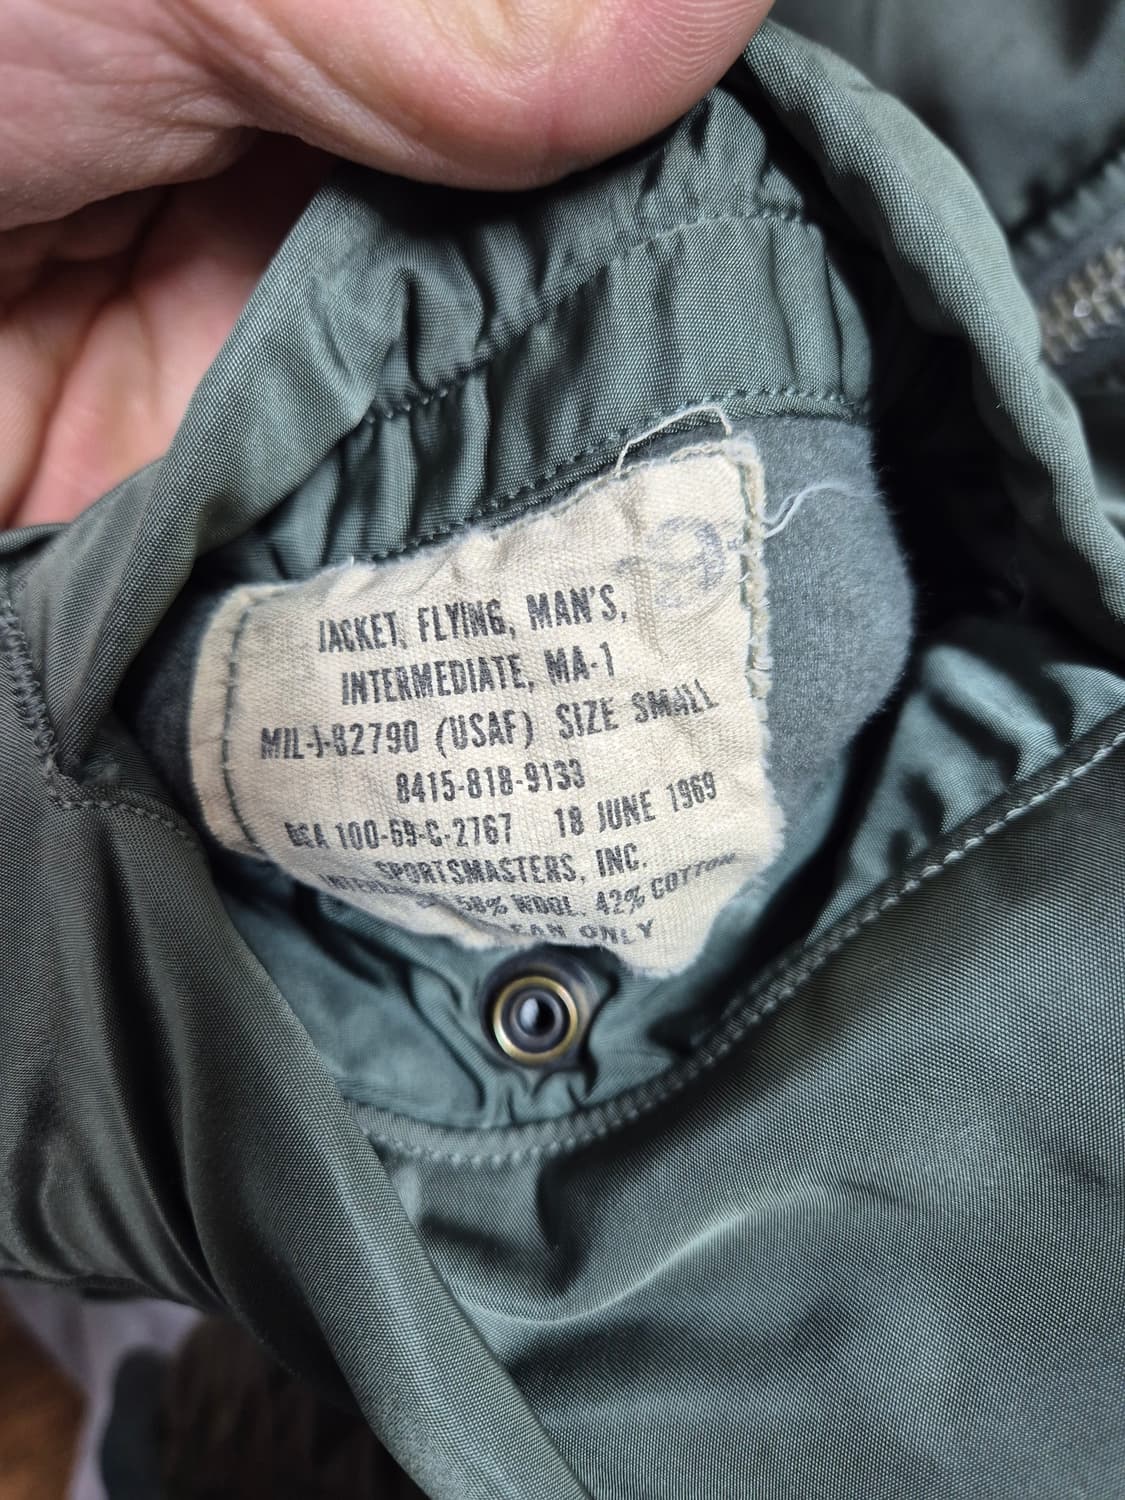 JACKET, FLYING, MAN'S,
INTERMEDIATE, MA-1
MIL-J-82790 (USAF) SIZE SMALL
8415-818-9133
DSA 100-69-C-2767 18 JUNE 1969
SPORTSMASTERS, INC.
58% WOOL, 42% COTTON
ONLY